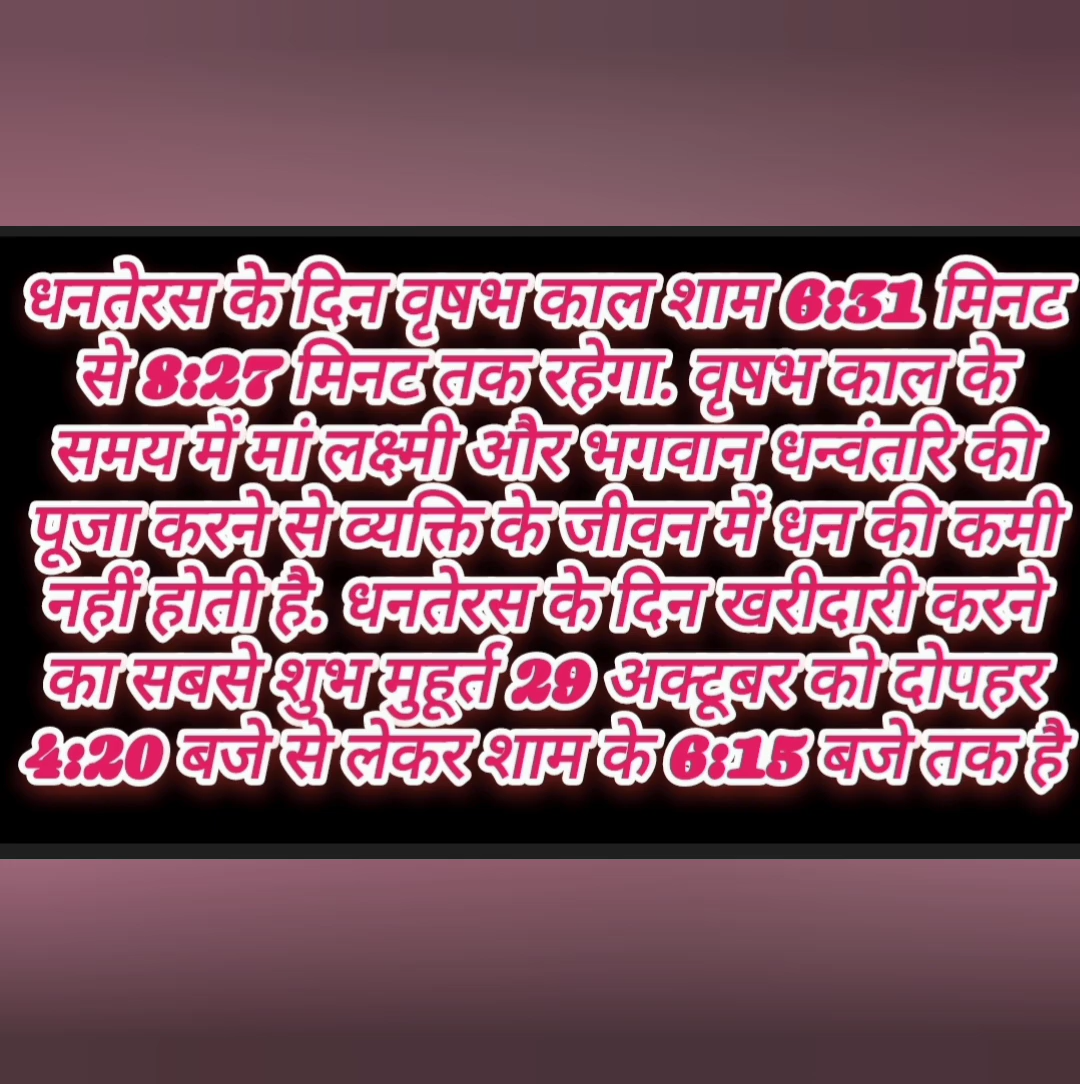 धनतेरस के दिन वृषभ काल शाम 6:31 मिनट
से 8:27 मिनट तक रहेगा. वृषभ काल के
समय में मां लक्ष्मी और भगवान धन्वंतरि की
पूजा करने से व्यक्ति के जीवन में धन की कमी
नहीं होती है. धनतेरस के दिन खरीदारी करने
का सबसे शुभ मुहूर्त 29 अक्टूबर को दोपहर
4:20 बजे से लेकर शाम के 6:15 बजे तक है